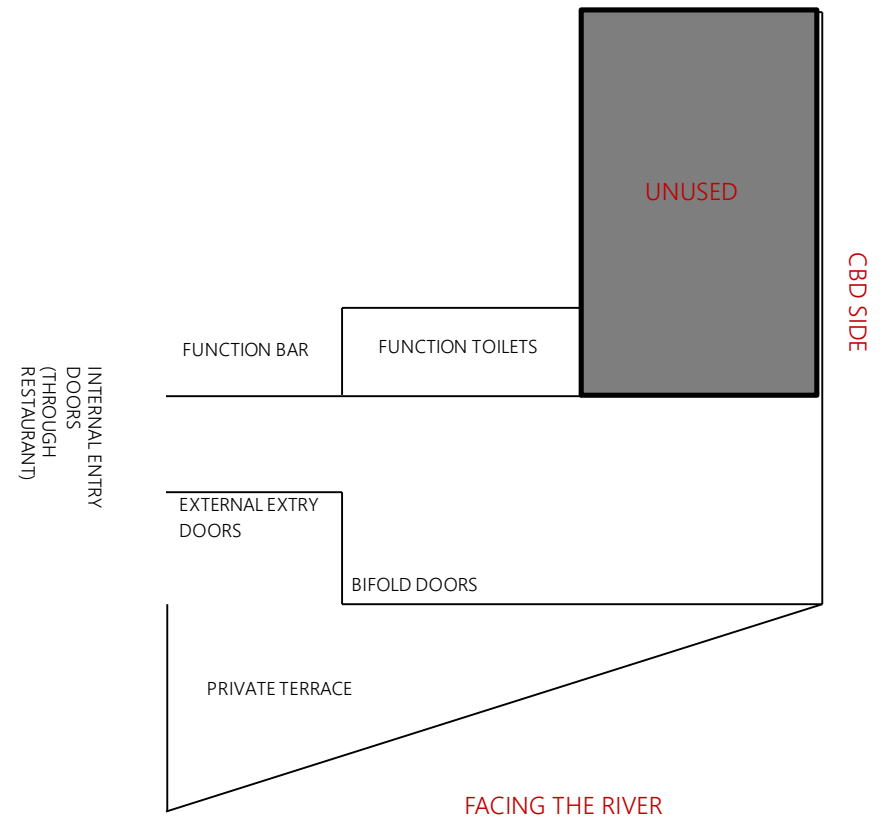 UNUSED
CBD SIDE
FUNCTION BAR
FUNCTION TOILETS
INTERNAL ENTRY
DOORS
(THROUGH
RESTAURANT)
EXTERNAL EXTRY
DOORS
BIFOLD DOORS
PRIVATE TERRACE
FACING THE RIVER